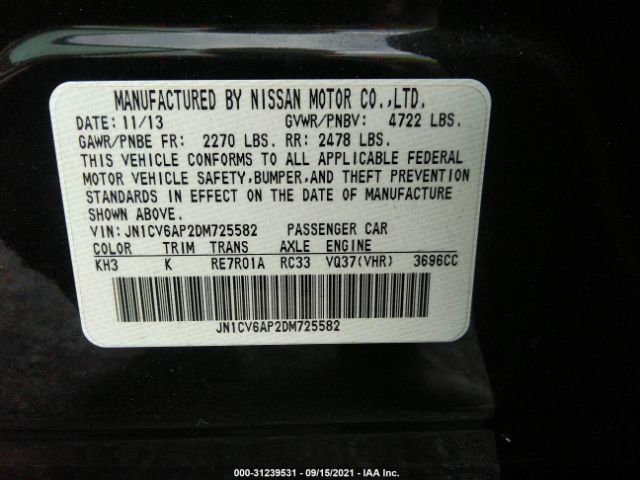 MANUFACTURED BY NISSAN MOTOR CO.,LTD.
DATE: 11/13 GVWR/PNBV: 4722 LBS.
GAWR/PNBE FR: 2270 LBS. RR: 2478 LBS.
THIS VEHICLE CONFORMS TO ALL APPLICABLE FEDERAL
MOTOR VEHICLE SAFETY,BUMPER,AND THEFT PREVENTION
STANDARDS IN EFFECT ON THE DATE OF MANUFACTURE
SHOWN ABOVE.
VIN: JN1CV6AP2DM725582 PASSENGER CAR
COLOR TRIM TRANS AXLE ENGINE
KH3 K RE7R01A RC33 VQ37(VHR) 3696CC
JN1CV6AP2DM725582
000-31239531 - 09/15/2021 - IAA Inc.